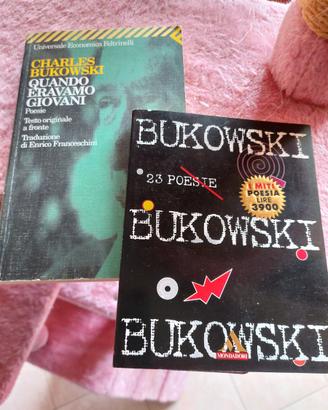 Universale Economica Feltrinelli
CHARLES
BUKOWSKI
QUANDO
ERAVAMO
GIOVANI
Poesie
Testo originale
a fronte
Traduzione
di Enrico Franceschini
BUKOWSKI
23 POESIE
I MITI
POESIA
LIRE
3900
BUKOWSKI
BUKOWSKI
MONDADORI